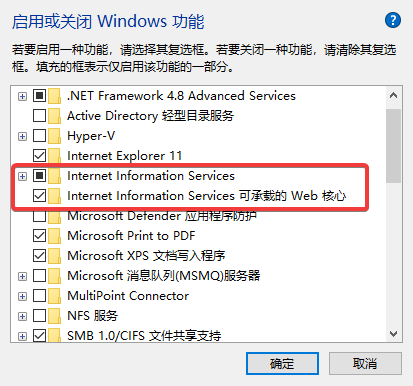 启用或关闭 Windows 功能
若要启用一种功能，请选择其复选框。若要关闭一种功能，请清除其复选
框。填充的框表示仅启用该功能的一部分。
.NET Framework 4.8 Advanced Services
Active Directory 轻型目录服务
Hyper-V
Internet Explorer 11
Internet Information Services
Internet Information Services 可承载的 Web 核心
Microsoft Defender 应用程序防护
Microsoft Print to PDF
Microsoft XPS 文档写入程序
Microsoft 消息队列(MSMQ)服务器
MultiPoint Connector
NFS 服务
SMB 1.0/CIFS 文件共享支持
确定 取消